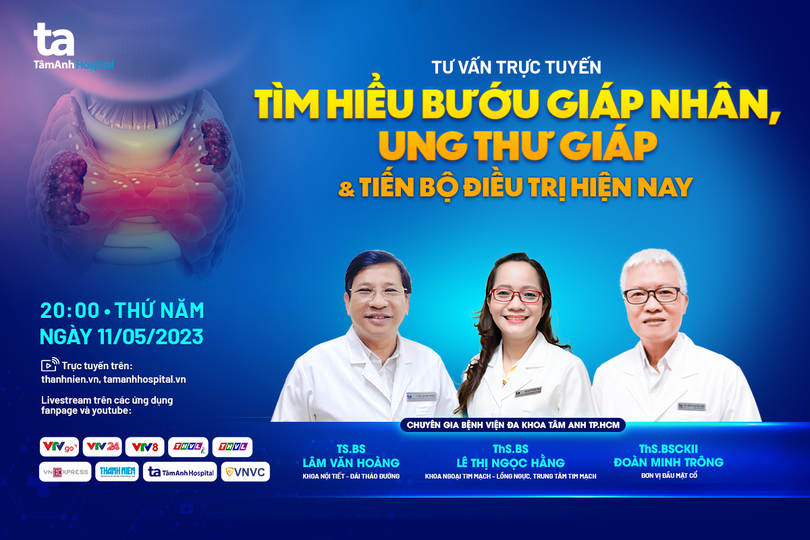 ta
TâmAnh Hospital
TƯ VẤN TRỰC TUYẾN
TÌM HIỂU BƯỚU GIÁP NHÂN,
UNG THƯ GIÁP
& TIẾN BỘ ĐIỀU TRỊ HIỆN NAY
20:00 • THỨ NĂM
NGÀY 11/05/2023
Trực tuyến trên:
thanhnien.vn, tamanhhospital.vn
Livestream trên các ứng dụng
fanpage và youtube:
VTVgo VTV24 VTV8 THVL THVL
VNEXPRESS THANH NIÊN ta TâmAnh Hospital VNVC
CHUYÊN GIA BỆNH VIỆN ĐA KHOA TÂM ANH TP.HCM
TS.BS
LÂM VĂN HOÀNG
KHOA NỘI TIẾT - ĐÁI THÁO ĐƯỜNG
ThS.BS
LÊ THỊ NGỌC HẰNG
KHOA NGOẠI TIM MẠCH - LỒNG NGỰC, TRUNG TÂM TIM MẠCH
ThS.BSCKII
ĐOÀN MINH TRÔNG
ĐƠN VỊ ĐẦU MẶT CỔ